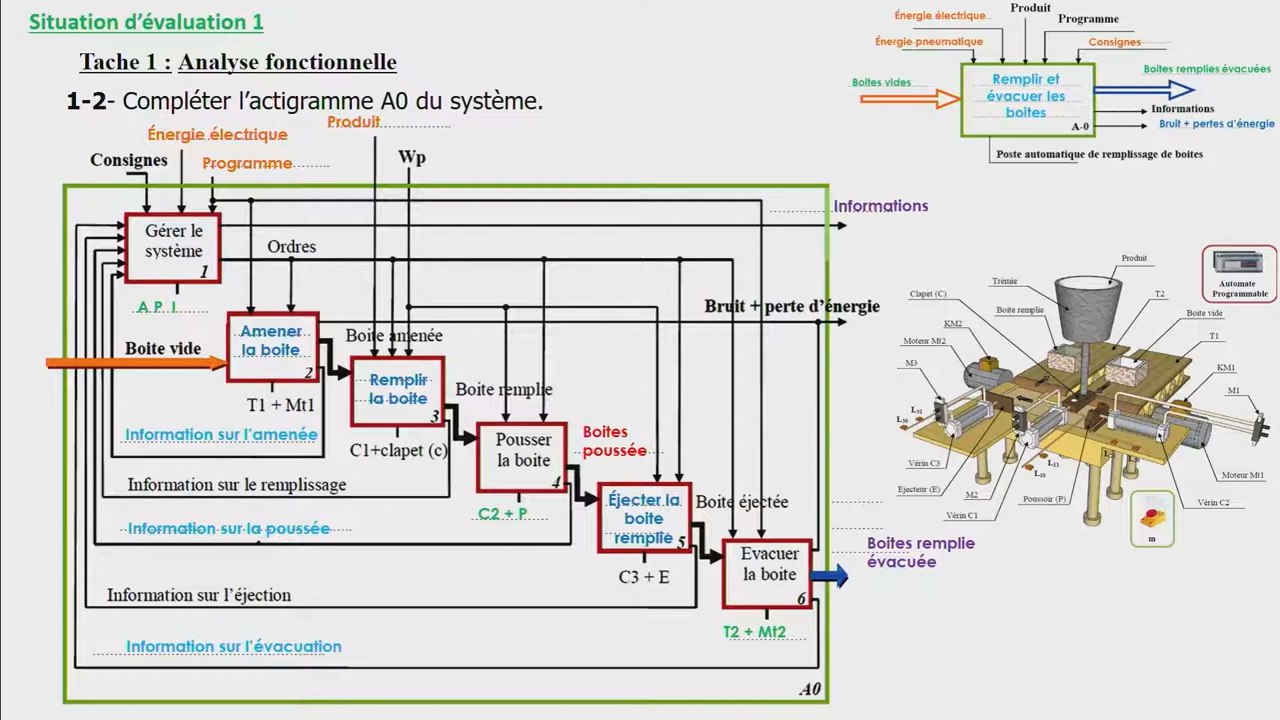 Situation d'évaluation 1
Tache 1 : Analyse fonctionnelle
1-2- Compléter l'actigramme A0 du système.
Énergie électrique
Produit
Programme
Énergie pneumatique
Consignes
Boites vides
Remplir et
évacuer les
boites
A-0
Boites remplies évacuées
Informations
Bruit + pertes d'énergie
Poste automatique de remplissage de boites
Produit
Énergie électrique
Consignes
Programme
Wp
Informations
Gérer le
système
1
Ordres
A P I
Bruit + perte d'énergie
Boite vide
Amener
la boite
2
Boite amenée
T1 + Mt1
Remplir
la boite
3
Boite remplie
C1+clapet (c)
Information sur l'amenée
Pousser
la boite
4
Boites
poussée
Information sur le remplissage
C2 + P
Éjecter la
boite
remplie
5
Boite éjectée
Information sur la poussée
C3 + E
Evacuer
la boite
6
Boites remplie
évacuée
Information sur l'éjection
T2 + Mt2
Information sur l'évacuation
A0
Produit
Trémie
Automate
Programmable
Clapet (C)
T2
Boite remplie
Boite vide
KM2
T1
Moteur Mt2
M3
KM1
M1
L31
L30
Vérin C3
L11
L10
L21
Moteur Mt1
Ejecteur (E)
M2
Poussoir (P)
Vérin C2
Vérin C1
m